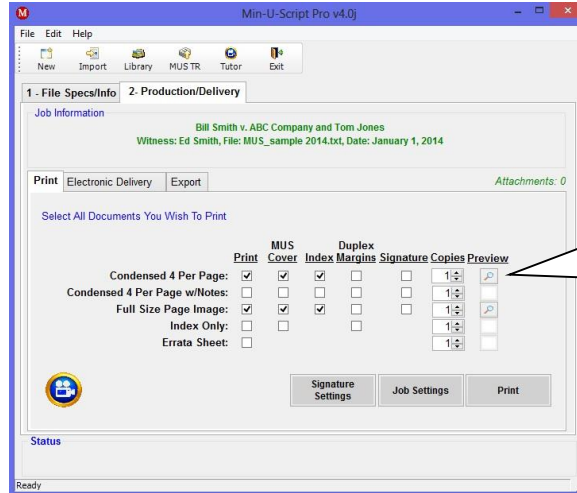 M
Min-U-Script Pro v4.0j
File Edit Help
New Import Library MUS TR Tutor Exit
1 - File Specs/Info 2- Production/Delivery
Job Information
Bill Smith v. ABC Company and Tom Jones
Witness: Ed Smith, File: MUS_sample 2014.txt, Date: January 1, 2014
Print Electronic Delivery Export Attachments: 0
Select All Documents You Wish To Print
MUS Duplex
Print Cover Index Margins Signature Copies Preview
Condensed 4 Per Page: 1
Condensed 4 Per Page w/Notes: 1
Full Size Page Image: 1
Index Only: 1
Errata Sheet: 1
Signature
Settings
Job Settings
Print
Status
Ready